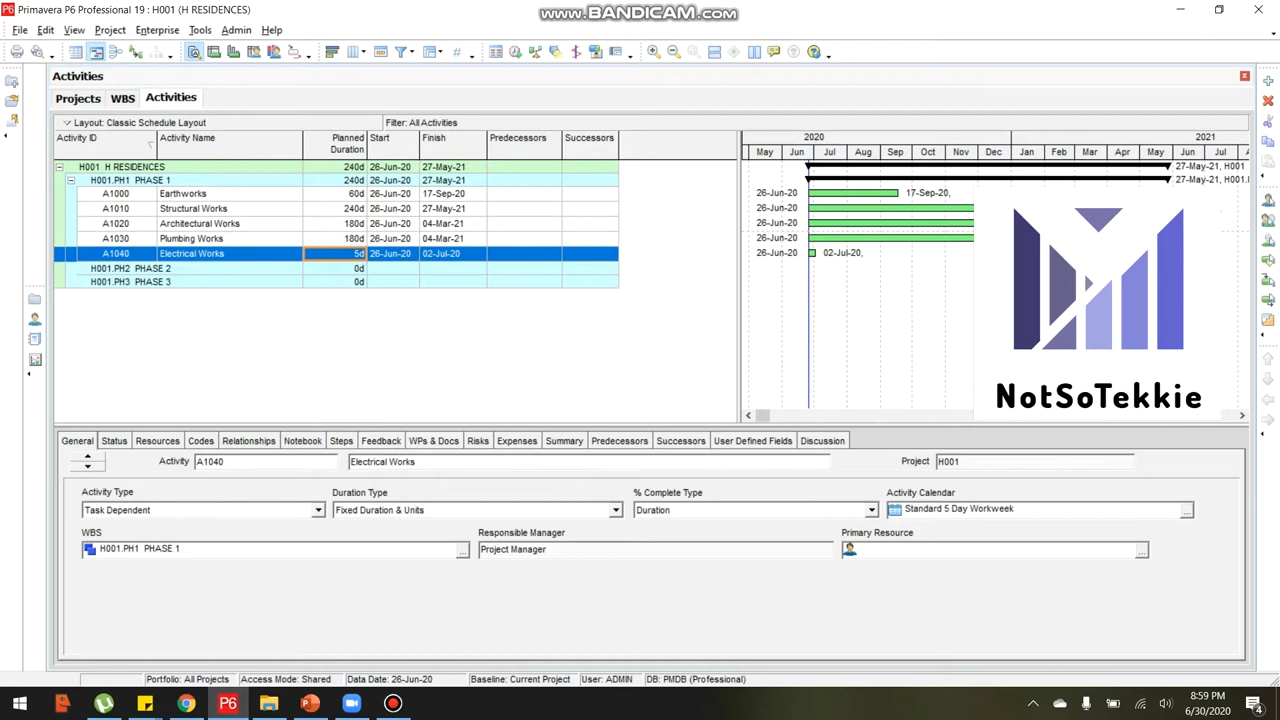 Primavera P6 Professional 19 : H001 (H RESIDENCES)
www.BANDICAM.com
File Edit View Project Enterprise Tools Admin Help
Activities
Projects WBS Activities
Layout: Classic Schedule Layout Filter: All Activities
Activity ID Activity Name Planned Duration Start Finish Predecessors Successors
2020 2021
May Jun Jul Aug Sep Oct Nov Dec Jan Feb Mar Apr May Jun Jul A
H001 H RESIDENCES 240d 26-Jun-20 27-May-21 27-May-21, H001
H001.PH1 PHASE 1 240d 26-Jun-20 27-May-21 27-May-21, H001.
A1000 Earthworks 60d 26-Jun-20 17-Sep-20 26-Jun-20 17-Sep-20,
A1010 Structural Works 240d 26-Jun-20 27-May-21 26-Jun-20
A1020 Architectural Works 180d 26-Jun-20 04-Mar-21 26-Jun-20
A1030 Plumbing Works 180d 26-Jun-20 04-Mar-21 26-Jun-20
A1040 Electrical Works 5d 26-Jun-20 02-Jul-20 26-Jun-20 02-Jul-20,
H001.PH2 PHASE 2 0d
H001.PH3 PHASE 3 0d
NotSoTekkie
General Status Resources Codes Relationships Notebook Steps Feedback WPs & Docs Risks Expenses Summary Predecessors Successors User Defined Fields Discussion
Activity A1040 Electrical Works Project H001
Activity Type Duration Type % Complete Type Activity Calendar
Task Dependent Fixed Duration & Units Duration Standard 5 Day Workweek
WBS Responsible Manager Primary Resource
H001.PH1 PHASE 1 Project Manager
Portfolio: All Projects Access Mode: Shared Data Date: 26-Jun-20 Baseline: Current Project User: ADMIN DB: PMDB (Professional)
8:59 PM
6/30/2020
4